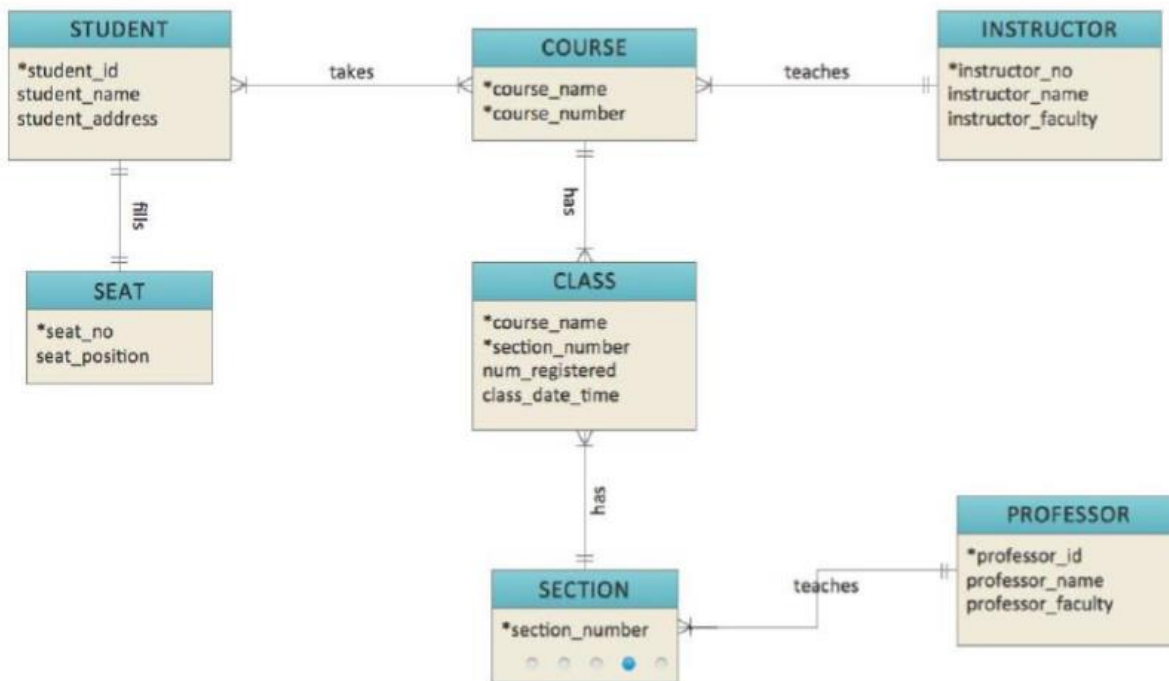 STUDENT
*student_id
student_name
student_address
takes
COURSE
*course_name
*course_number
teaches
INSTRUCTOR
*instructor_no
instructor_name
instructor_faculty
fills
has
SEAT
*seat_no
seat_position
CLASS
*course_name
*section_number
num_registered
class_date_time
has
SECTION
*section_number
teaches
PROFESSOR
*professor_id
professor_name
professor_faculty